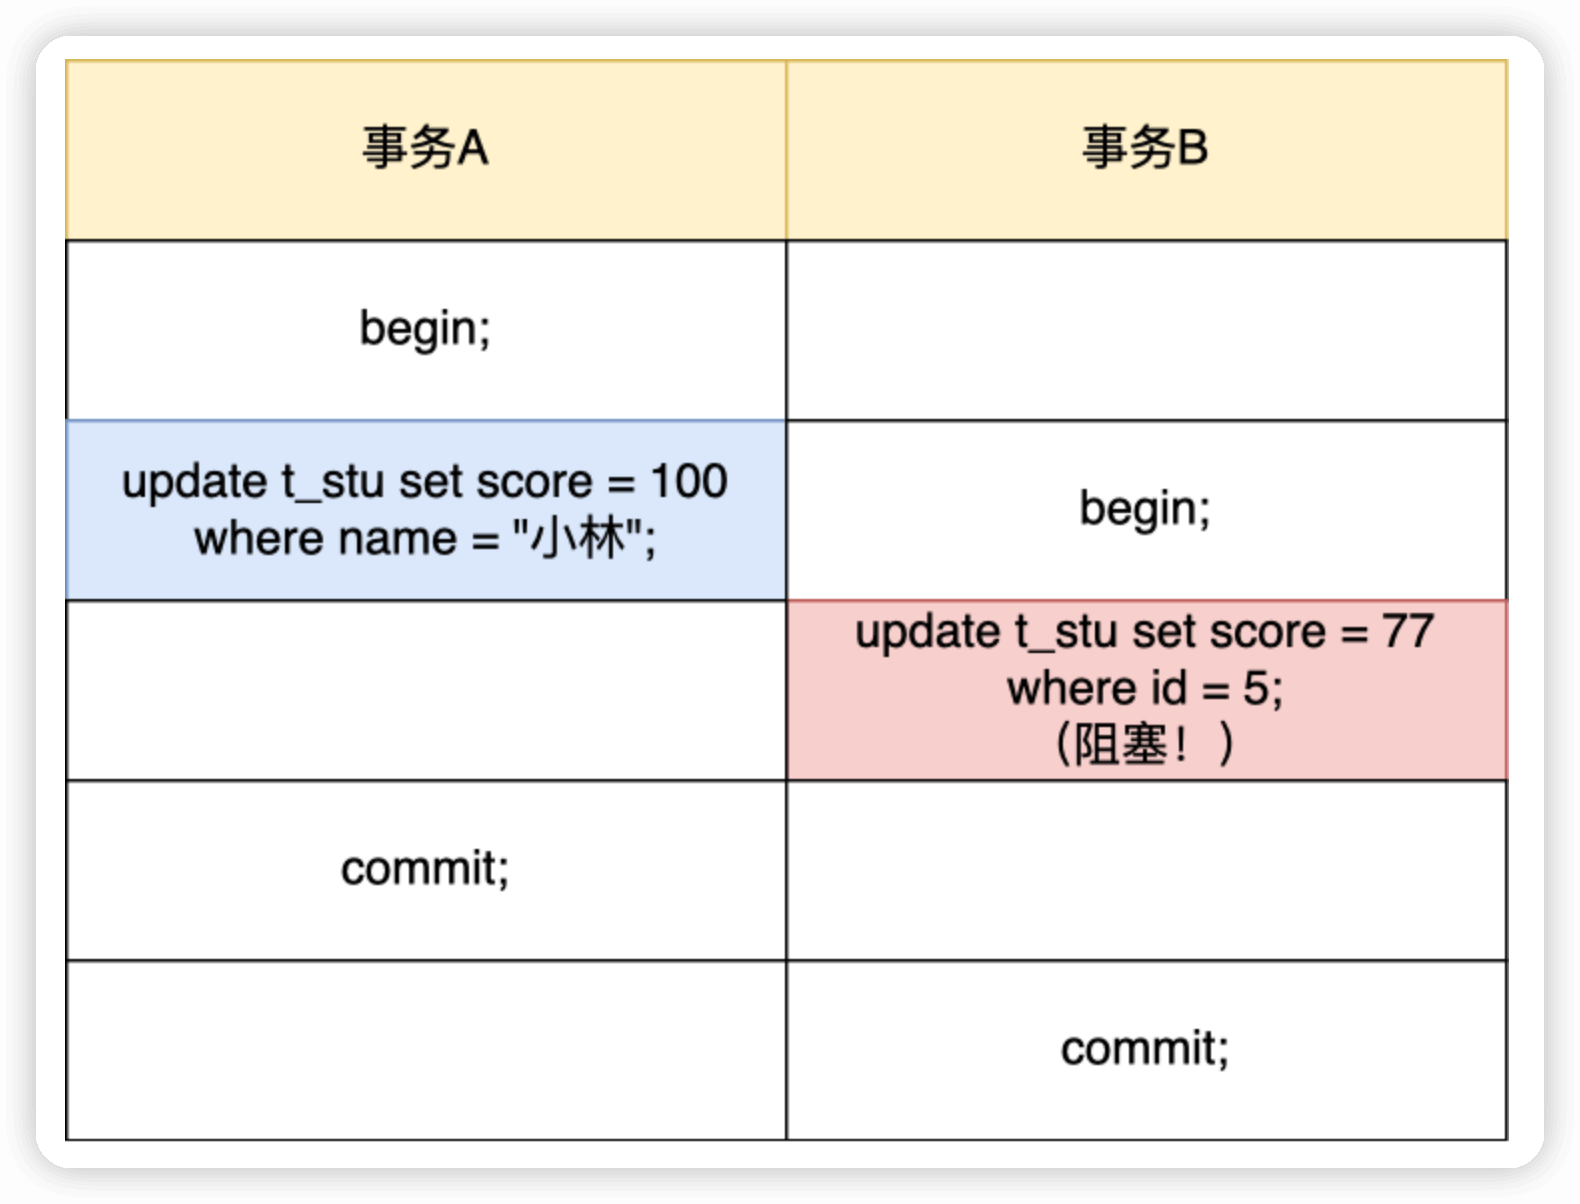 事务A
事务B
begin;
update t_stu set score = 100
where name = "小林";
begin;
update t_stu set score = 77
where id = 5;
(阻塞！)
commit;
commit;